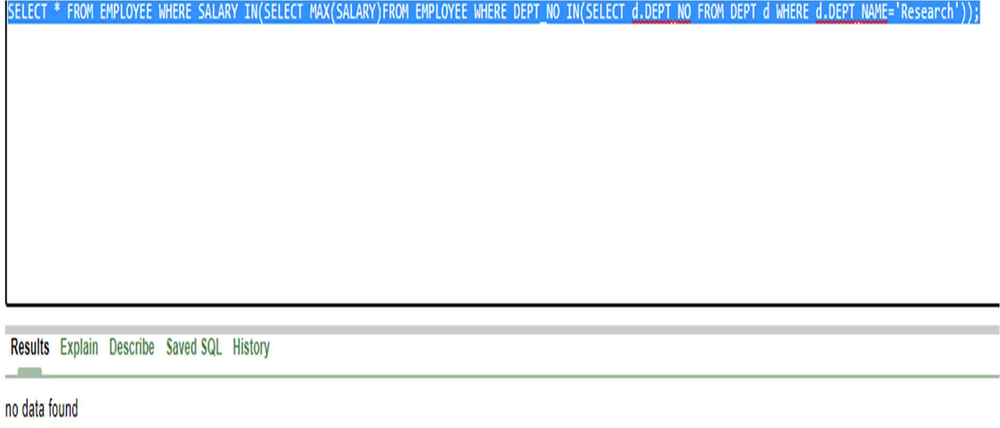 SELECT * FROM EMPLOYEE WHERE SALARY IN(SELECT MAX(SALARY)FROM EMPLOYEE WHERE DEPT_NO IN(SELECT d.DEPT_NO FROM DEPT d WHERE d.DEPT_NAME='Research'));
Results Explain Describe Saved SQL History
no data found